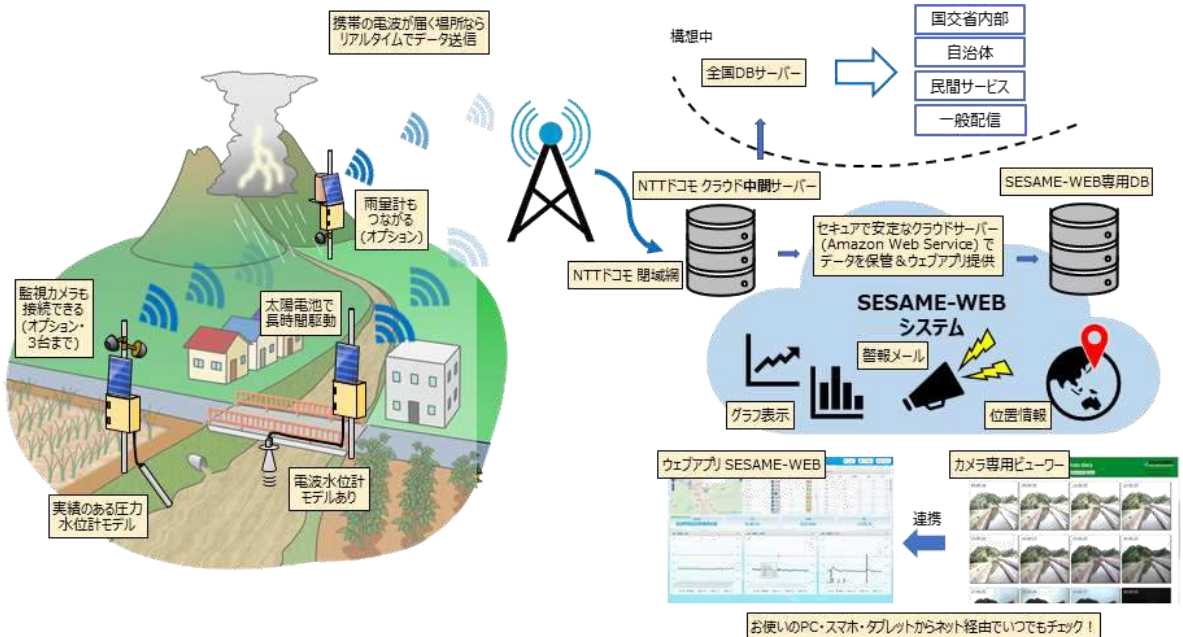 携帯の電波が届く場所なら
リアルタイムでデータ送信
雨量計も
つながる
(オプション)
監視カメラも
接続できる
(オプション・
3台まで)
太陽電池で
長時間駆動
電波水位計
モデルあり
実績のある圧力
水位計モデル
構想中
全国DBサーバー
国交省内部
自治体
民間サービス
一般配信
NTTドコモ クラウド中間サーバー
NTTドコモ 閉域網
SESAME-WEB専用DB
セキュアで安定なクラウドサーバー
(Amazon Web Service) で
データを保管&ウェブアプリ提供
SESAME-WEB
システム
警報メール
グラフ表示
位置情報
ウェブアプリ SESAME-WEB
カメラ専用ビューワー
連携
お使いのPC・スマホ・タブレットからネット経由でいつでもチェック!